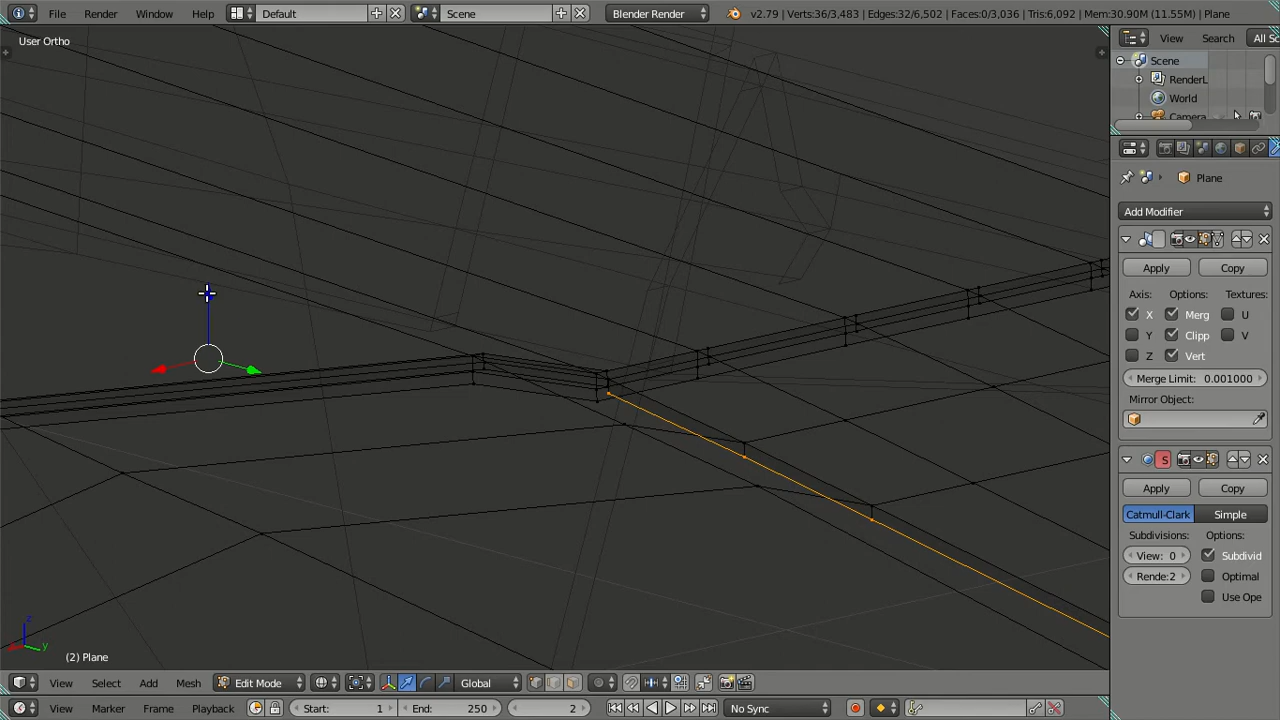 File Render Window Help Default Scene Blender Render v2.79 | Verts:36/3,483 | Edges:32/6,502 | Faces:0/3,036 | Tris:6,092 | Mem:30.90M (11.55M) | Plane
User Ortho
View Search All Sc
Scene
RenderL
World
Camera
Plane
Add Modifier
Apply Copy
Axis: Options: Textures:
X Merg U
Y Clipp V
Z Vert
Merge Limit: 0.001000
Mirror Object:
S
Apply Copy
Catmull-Clark Simple
Subdivisions: Options:
View: 0 Subdivid
Rende:2 Optimal
Use Ope
z
y
(2) Plane
View Select Add Mesh Edit Mode Global
View Marker Frame Playback Start: 1 End: 250 2 No Sync